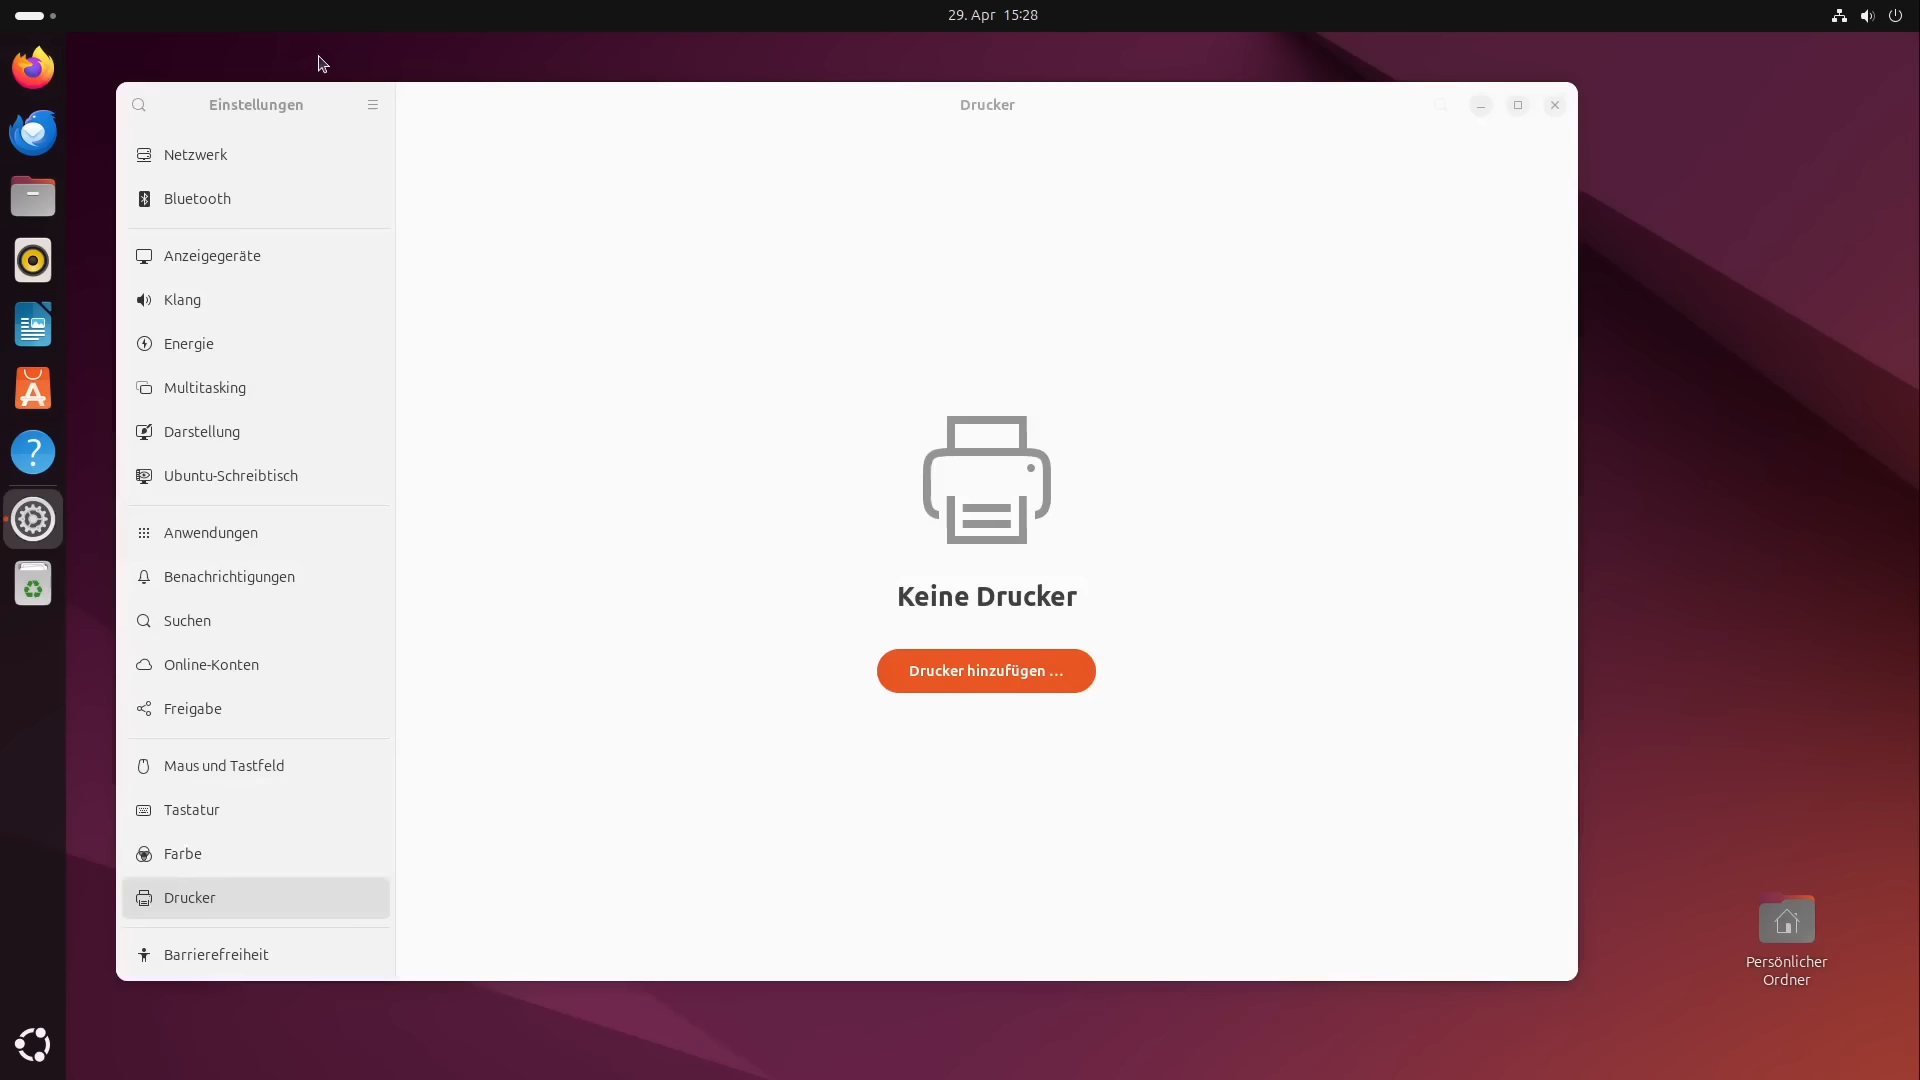 29. Apr 15:28
Einstellungen
Drucker
Netzwerk
Bluetooth
Anzeigegeräte
Klang
Energie
Multitasking
Darstellung
Ubuntu-Schreibtisch
Anwendungen
Benachrichtigungen
Suchen
Online-Konten
Freigabe
Maus und Tastfeld
Tastatur
Farbe
Drucker
Barrierefreiheit
Keine Drucker
Drucker hinzufügen …
Persönlicher
Ordner